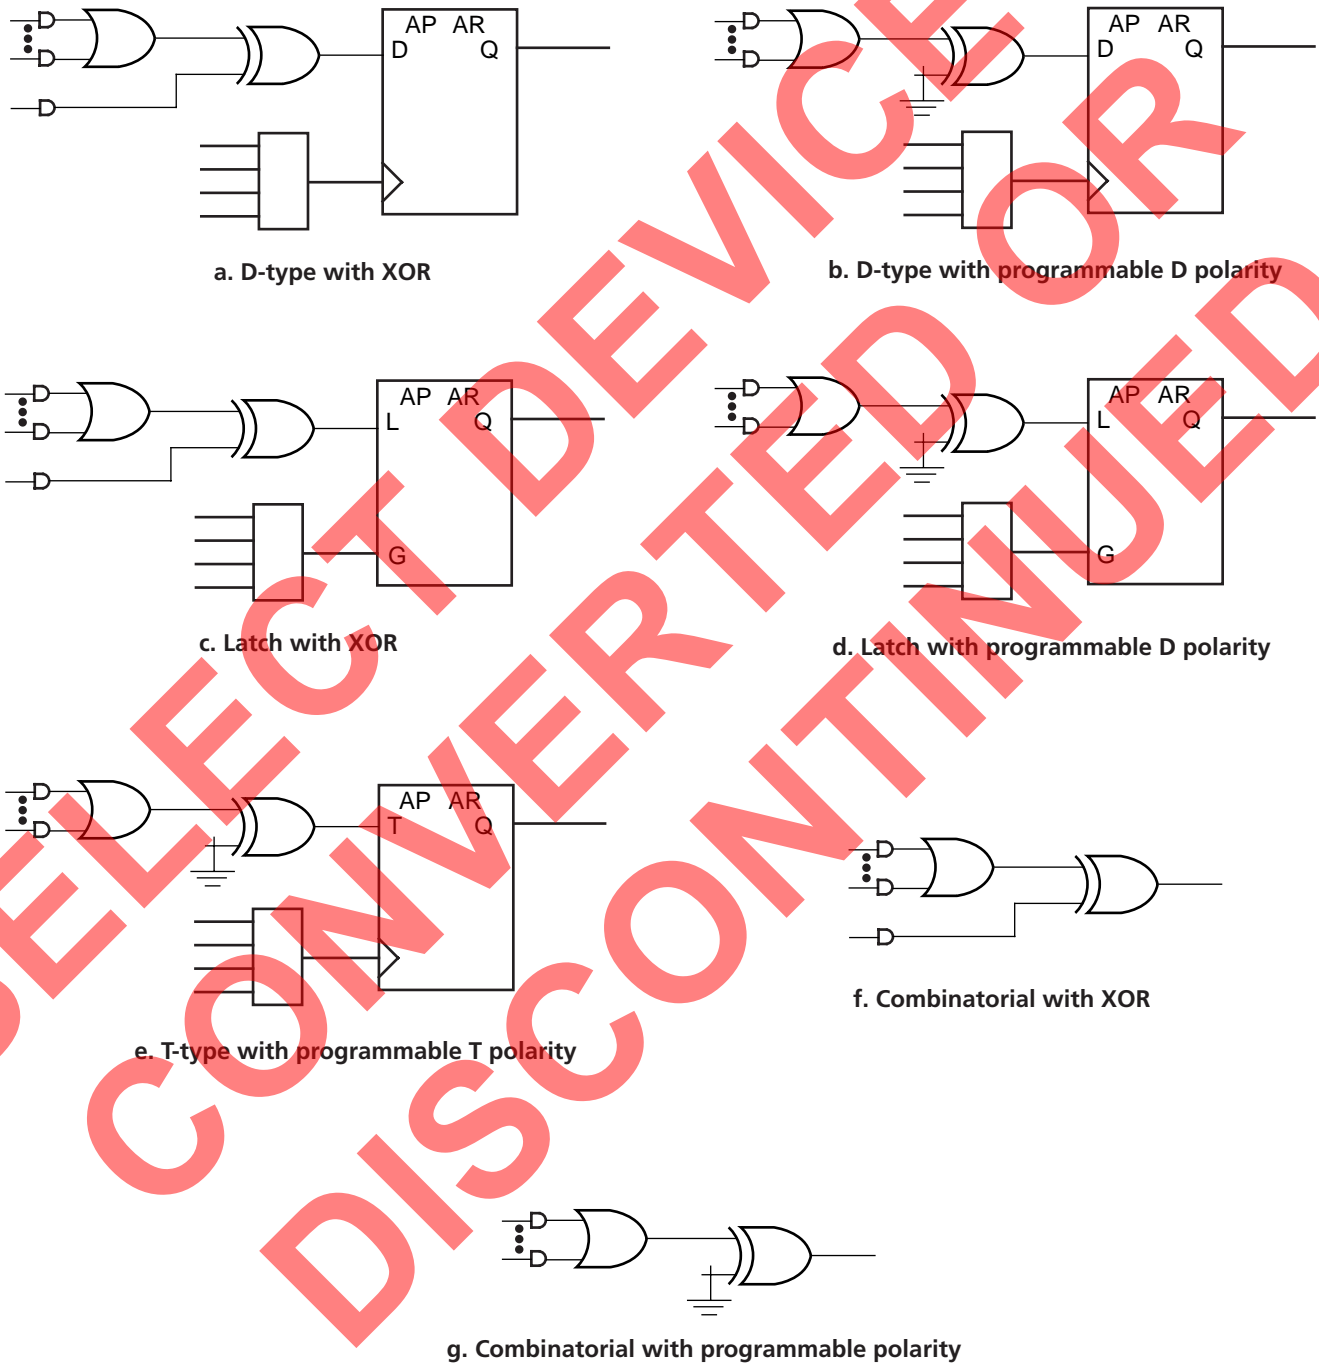 AP AR
D Q
a. D-type with XOR
AP AR
D Q
b. D-type with programmable D polarity
AP AR
L Q
G
c. Latch with XOR
AP AR
L Q
G
d. Latch with programmable D polarity
AP AR
T Q
e. T-type with programmable T polarity
f. Combinatorial with XOR
g. Combinatorial with programmable polarity
SELECT DEVICE
CONVERTED OR
DISCONTINUED